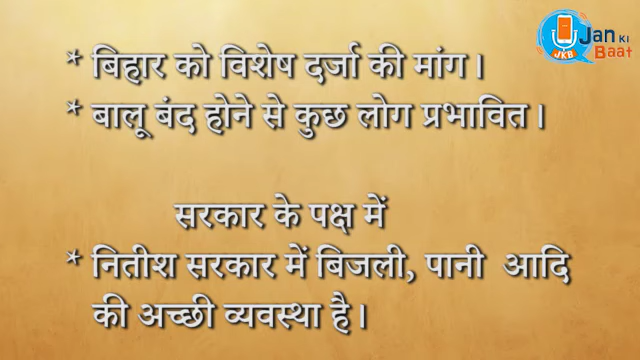 Jan Ki
Baat
JKB
* बिहार को विशेष दर्जा की मांग।
* बालू बंद होने से कुछ लोग प्रभावित।
सरकार के पक्ष में
* नितीश सरकार में बिजली, पानी आदि
की अच्छी व्यवस्था है।